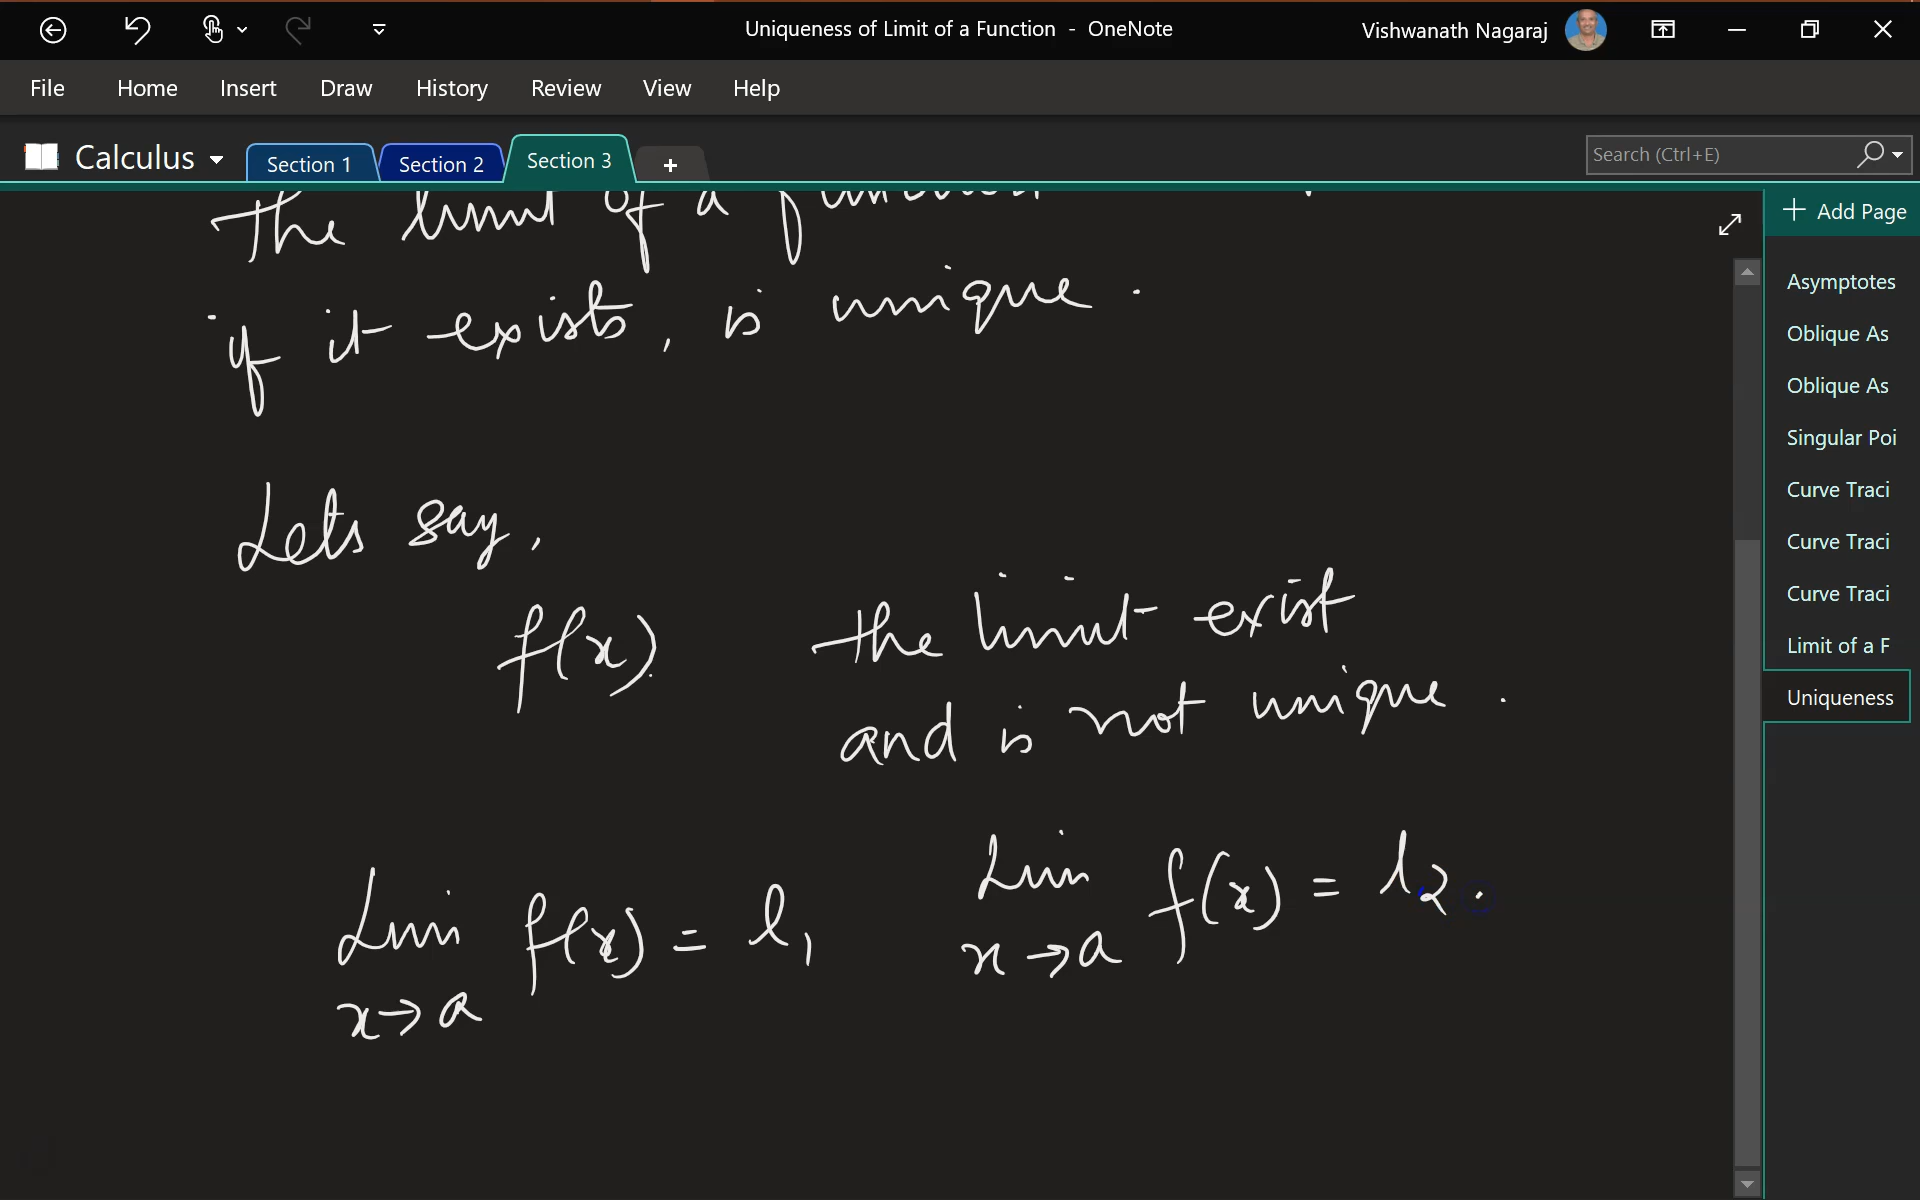 Uniqueness of Limit of a Function - OneNote
Vishwanath Nagaraj
File Home Insert Draw History Review View Help
Calculus Section 1 Section 2 Section 3 +
Search (Ctrl+E)
The limit of a function
if it exists, is unique.
Lets say,
f(x) the limit exist
and is not unique.
Lim f(x) = l₁ Lim f(x) = l₂.
x→a x→a
+ Add Page
Asymptotes
Oblique As
Oblique As
Singular Poi
Curve Traci
Curve Traci
Curve Traci
Limit of a F
Uniqueness